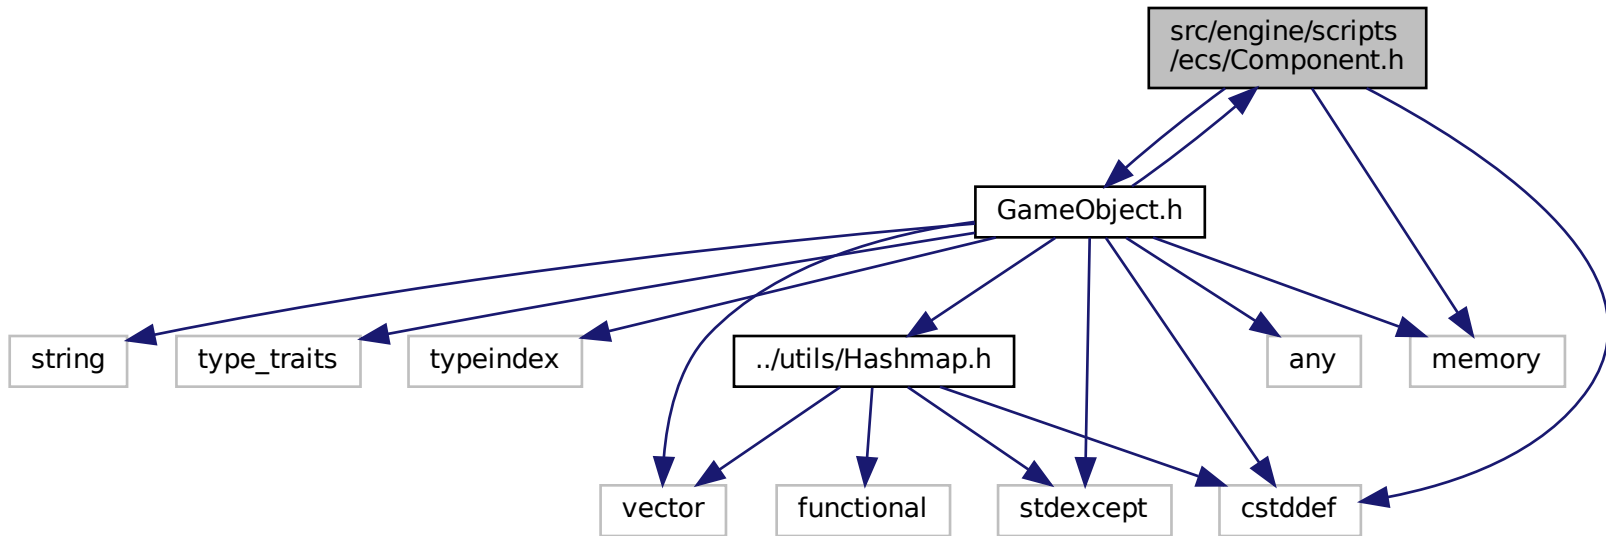 src/engine/scripts
/ecs/Component.h
GameObject.h
string
type_traits
typeindex
../utils/Hashmap.h
any
memory
vector
functional
stdexcept
cstddef